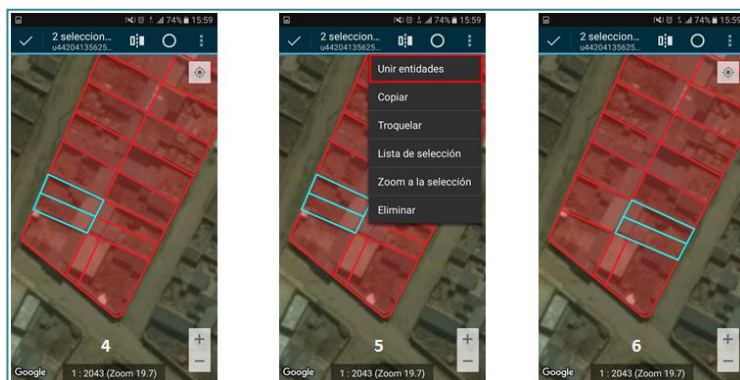 15:59
74%
2 seleccion...
u44204135625...
4
Google
1 : 2043 (Zoom 19.7)
+
−
15:59
74%
2 seleccion...
u44204135625...
Unir entidades
Copiar
Troquelar
Lista de selección
Zoom a la selección
Eliminar
5
Google
1 : 2043 (Zoom 19.7)
+
−
74%
15:59
2 seleccion...
u44204135625...
6
Google
1 : 2043 (Zoom 19.7)
+
−